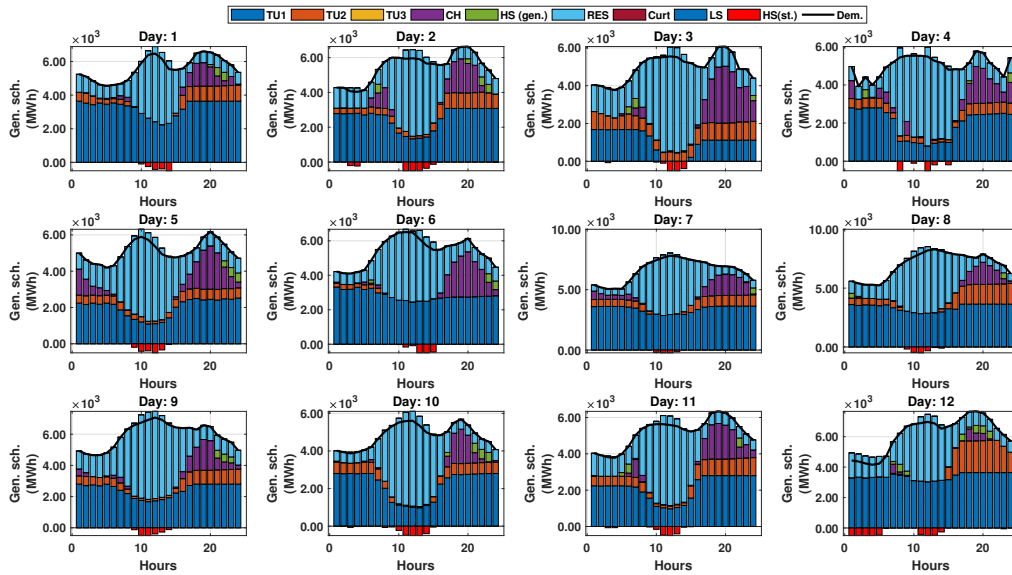 TU1 TU2 TU3 CH HS (gen.) RES Curt LS HS(st.) Dem.
Day: 1 Day: 2 Day: 3 Day: 4
×10³ ×10³ ×10³ ×10³
Gen. sch. (MWh) Gen. sch. (MWh) Gen. sch. (MWh) Gen. sch. (MWh)
6.00 6.00 6.00 6.00
4.00 4.00 4.00 4.00
2.00 2.00 2.00 2.00
0.00 0.00 0.00 0.00
0 10 20 0 10 20 0 10 20 0 10 20
Hours Hours Hours Hours
Day: 5 Day: 6 Day: 7 Day: 8
×10³ ×10³ ×10³ ×10³
Gen. sch. (MWh) Gen. sch. (MWh) Gen. sch. (MWh) Gen. sch. (MWh)
6.00 6.00 10.00 10.00
4.00 4.00 5.00 5.00
2.00 2.00
0.00 0.00 0.00 0.00
0 10 20 0 10 20 0 10 20 0 10 20
Hours Hours Hours Hours
Day: 9 Day: 10 Day: 11 Day: 12
×10³ ×10³ ×10³ ×10³
Gen. sch. (MWh) Gen. sch. (MWh) Gen. sch. (MWh) Gen. sch. (MWh)
6.00 6.00 6.00 6.00
4.00 4.00 4.00 4.00
2.00 2.00 2.00 2.00
0.00 0.00 0.00 0.00
0 10 20 0 10 20 0 10 20 0 10 20
Hours Hours Hours Hours